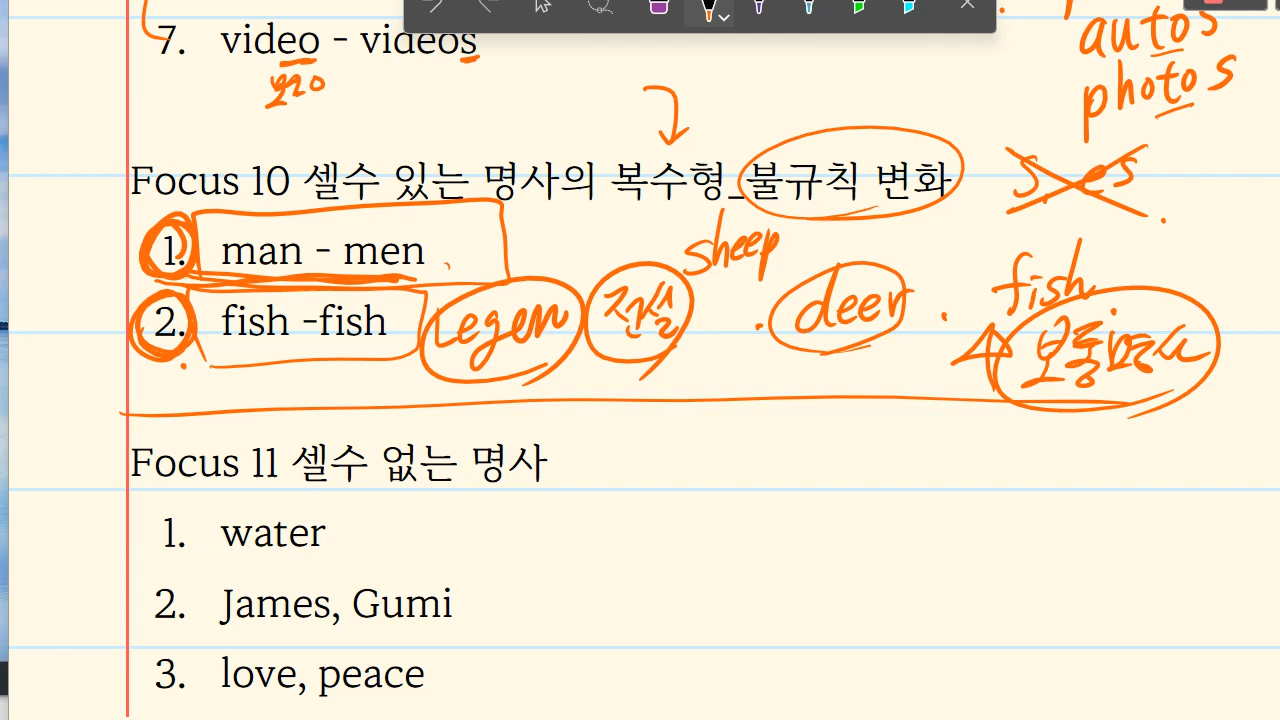 autos
7. video - videos
photos
Focus 10 셀수 있는 명사의 복수형_불규칙 변화
s. es
1. man - men
sheep
2. fish -fish
전설
deer
fish
보통명사
Focus 11 셀수 없는 명사
1. water
2. James, Gumi
3. love, peace